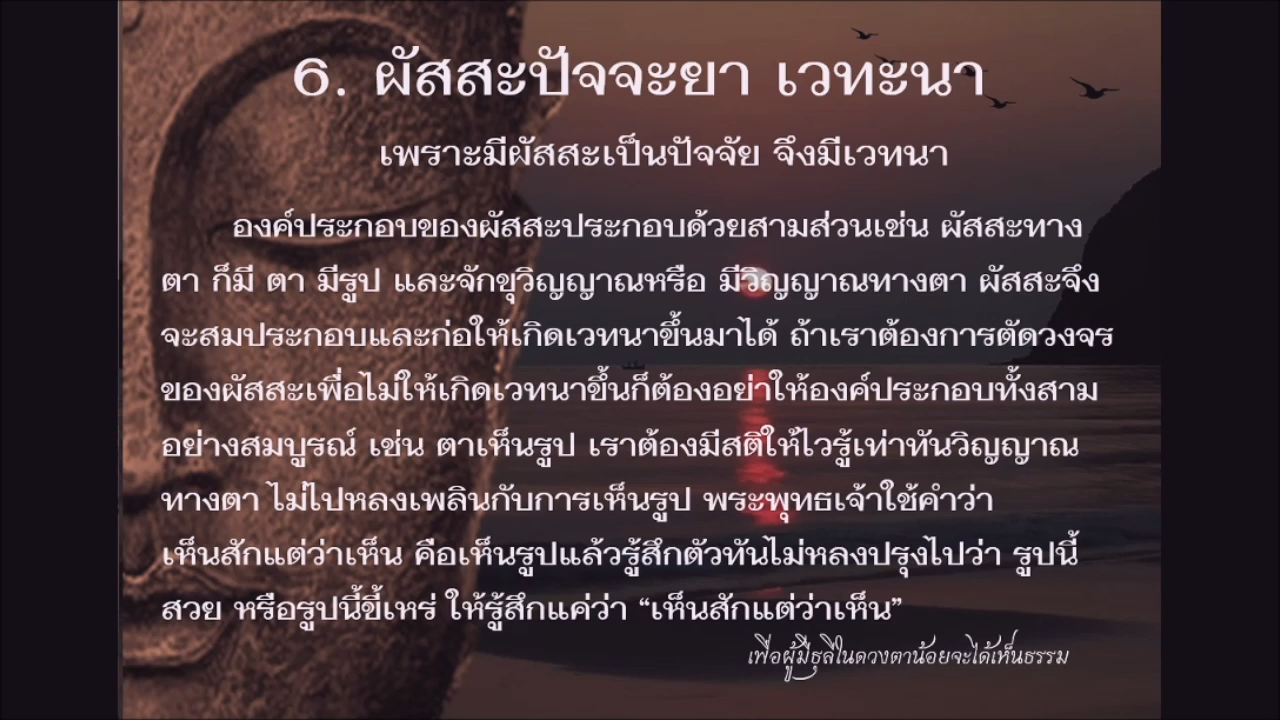 6. ผัสสะปัจจะยา เวทะนา
เพราะมีผัสสะเป็นปัจจัย จึงมีเวทนา
องค์ประกอบของผัสสะประกอบด้วยสามส่วนเช่น ผัสสะทาง
ตา ก็มี ตา มีรูป และจักขุวิญญาณหรือ มีวิญญาณทางตา ผัสสะจึง
จะสมประกอบและก่อให้เกิดเวทนาขึ้นมาได้ ถ้าเราต้องการตัดวงจร
ของผัสสะเพื่อไม่ให้เกิดเวทนาขึ้นก็ต้องอย่าให้องค์ประกอบทั้งสาม
อย่างสมบูรณ์ เช่น ตาเห็นรูป เราต้องมีสติให้ไวรู้เท่าทันวิญญาณ
ทางตา ไม่ไปหลงเพลินกับการเห็นรูป พระพุทธเจ้าใช้คำว่า
เห็นสักแต่ว่าเห็น คือเห็นรูปแล้วรู้สึกตัวทันไม่หลงปรุงไปว่า รูปนี้
สวย หรือรูปนี้ขี้เหร่ ให้รู้สึกแค่ว่า “เห็นสักแต่ว่าเห็น”
เพื่อผู้มีธุลีในดวงตาน้อยจะได้เห็นธรรม